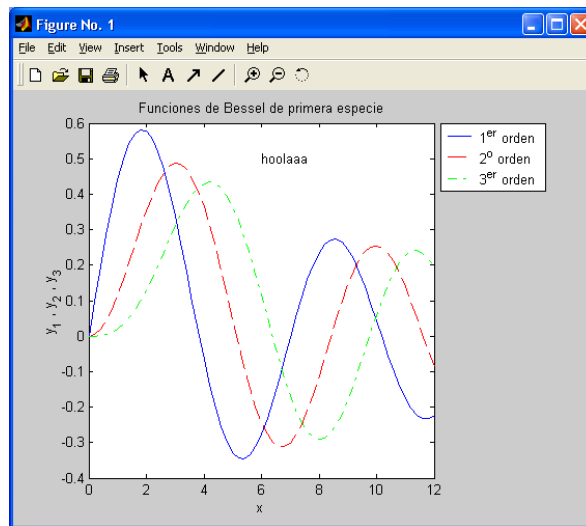 Figure No. 1
File Edit View Insert Tools Window Help
A
Funciones de Bessel de primera especie
0.6
0.5
0.4
0.3
0.2
0.1
0
-0.1
-0.2
-0.3
-0.4
y1 , y2 , y3
hoolaaa
1er orden
2o orden
3er orden
0 2 4 6 8 10 12
x